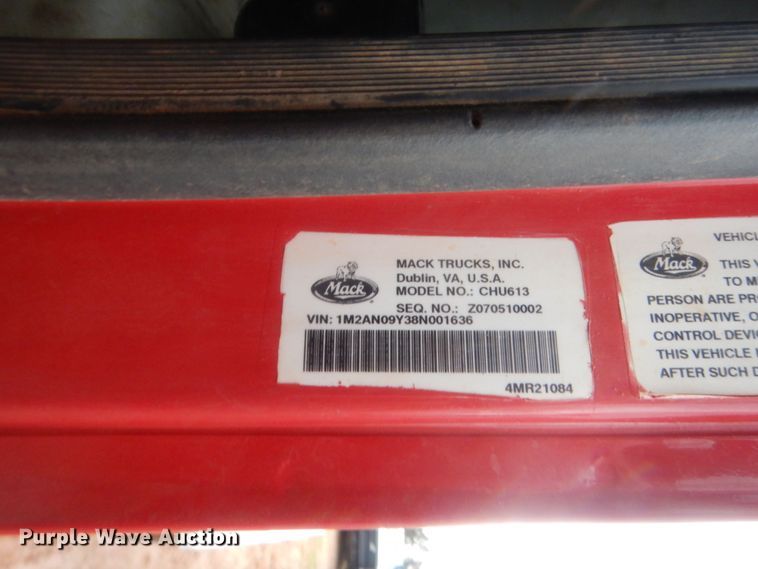 Mack
MACK TRUCKS, INC.
Dublin, VA, U.S.A.
MODEL NO.: CHU613
SEQ. NO.: Z070510002
VIN: 1M2AN09Y38N001636
4MR21084
Mack
VEHICL
THIS V
TO M
PERSON ARE PRO
INOPERATIVE, O
CONTROL DEVIC
THIS VEHICLE
AFTER SUCH D
Purple Wave Auction®